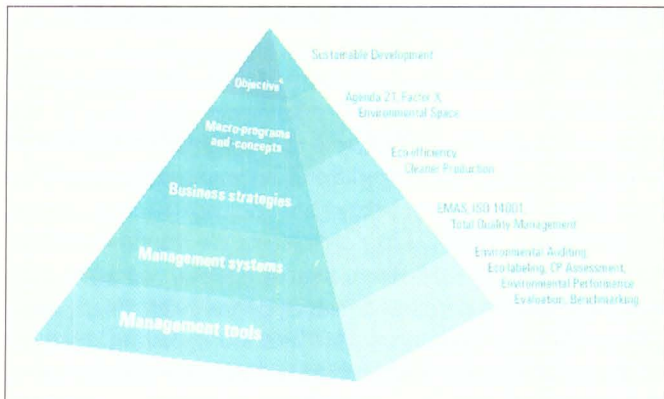 Sustainable Development
Objective
Agenda 21, Factor X,
Environmental Space
Macro-programs
and -concepts
Eco-efficiency,
Cleaner Production
Business strategies
EMAS, ISO 14001,
Total Quality Management
Management systems
Environmental Auditing,
Ecolabeling, CP Assessment,
Environmental Performance
Evaluation, Benchmarking
Management tools